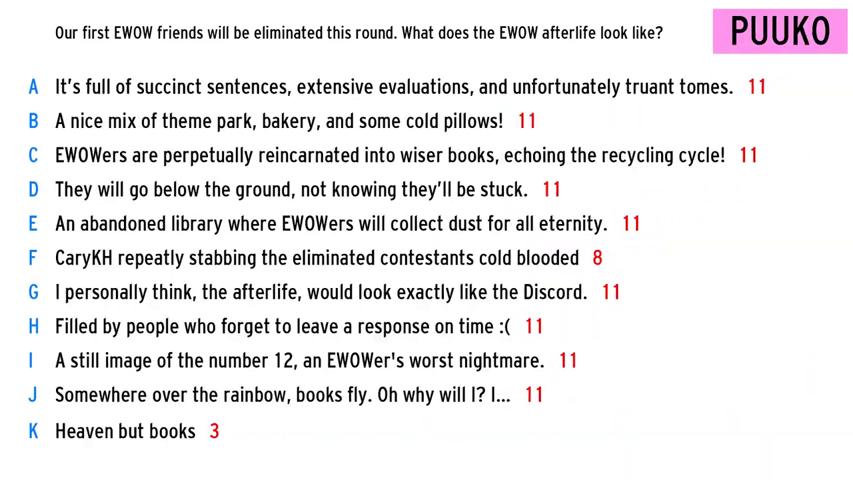 Our first EWOW friends will be eliminated this round. What does the EWOW afterlife look like?
PUUKO
A It's full of succinct sentences, extensive evaluations, and unfortunately truant tomes. 11
B A nice mix of theme park, bakery, and some cold pillows! 11
C EWOWers are perpetually reincarnated into wiser books, echoing the recycling cycle! 11
D They will go below the ground, not knowing they'll be stuck. 11
E An abandoned library where EWOWers will collect dust for all eternity. 11
F CaryKH repeatly stabbing the eliminated contestants cold blooded 8
G I personally think, the afterlife, would look exactly like the Discord. 11
H Filled by people who forget to leave a response on time :( 11
I A still image of the number 12, an EWOWer's worst nightmare. 11
J Somewhere over the rainbow, books fly. Oh why will I? I... 11
K Heaven but books 3